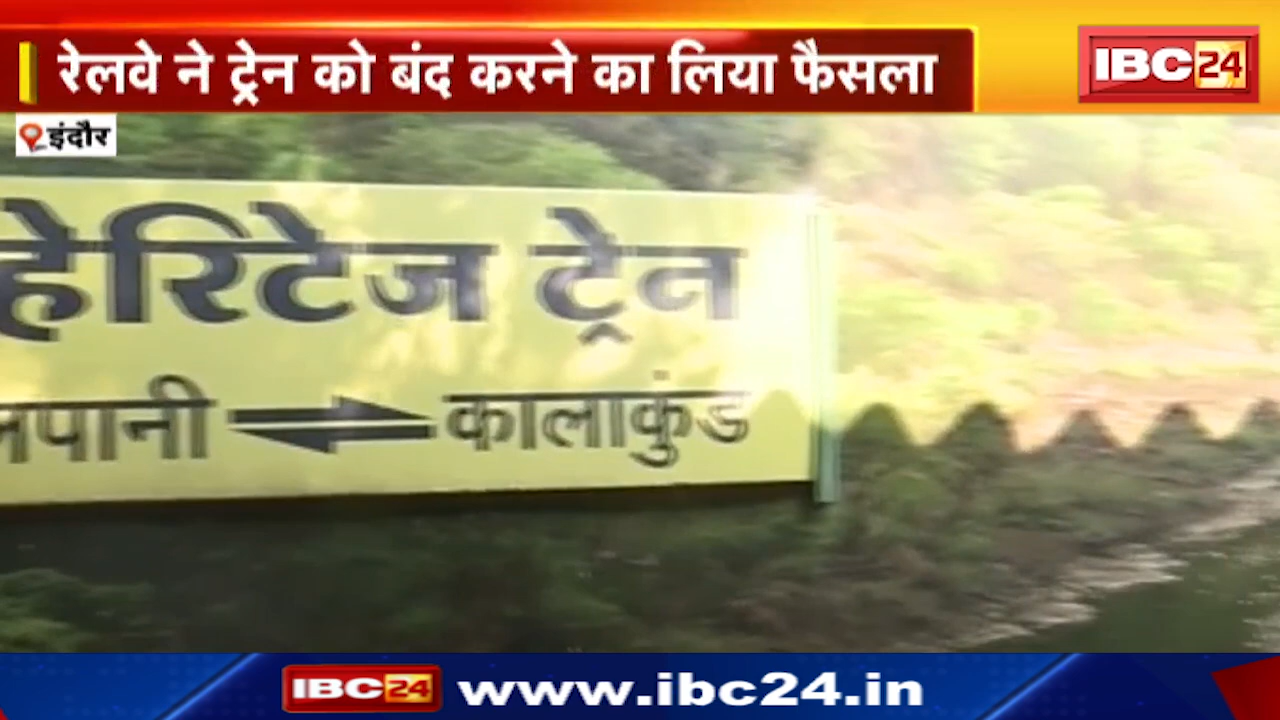 रेलवे ने ट्रेन को बंद करने का लिया फैसला
IBC24
इंदौर
हेरिटेज ट्रेन
कालाकुंड
IBC24 www.ibc24.in